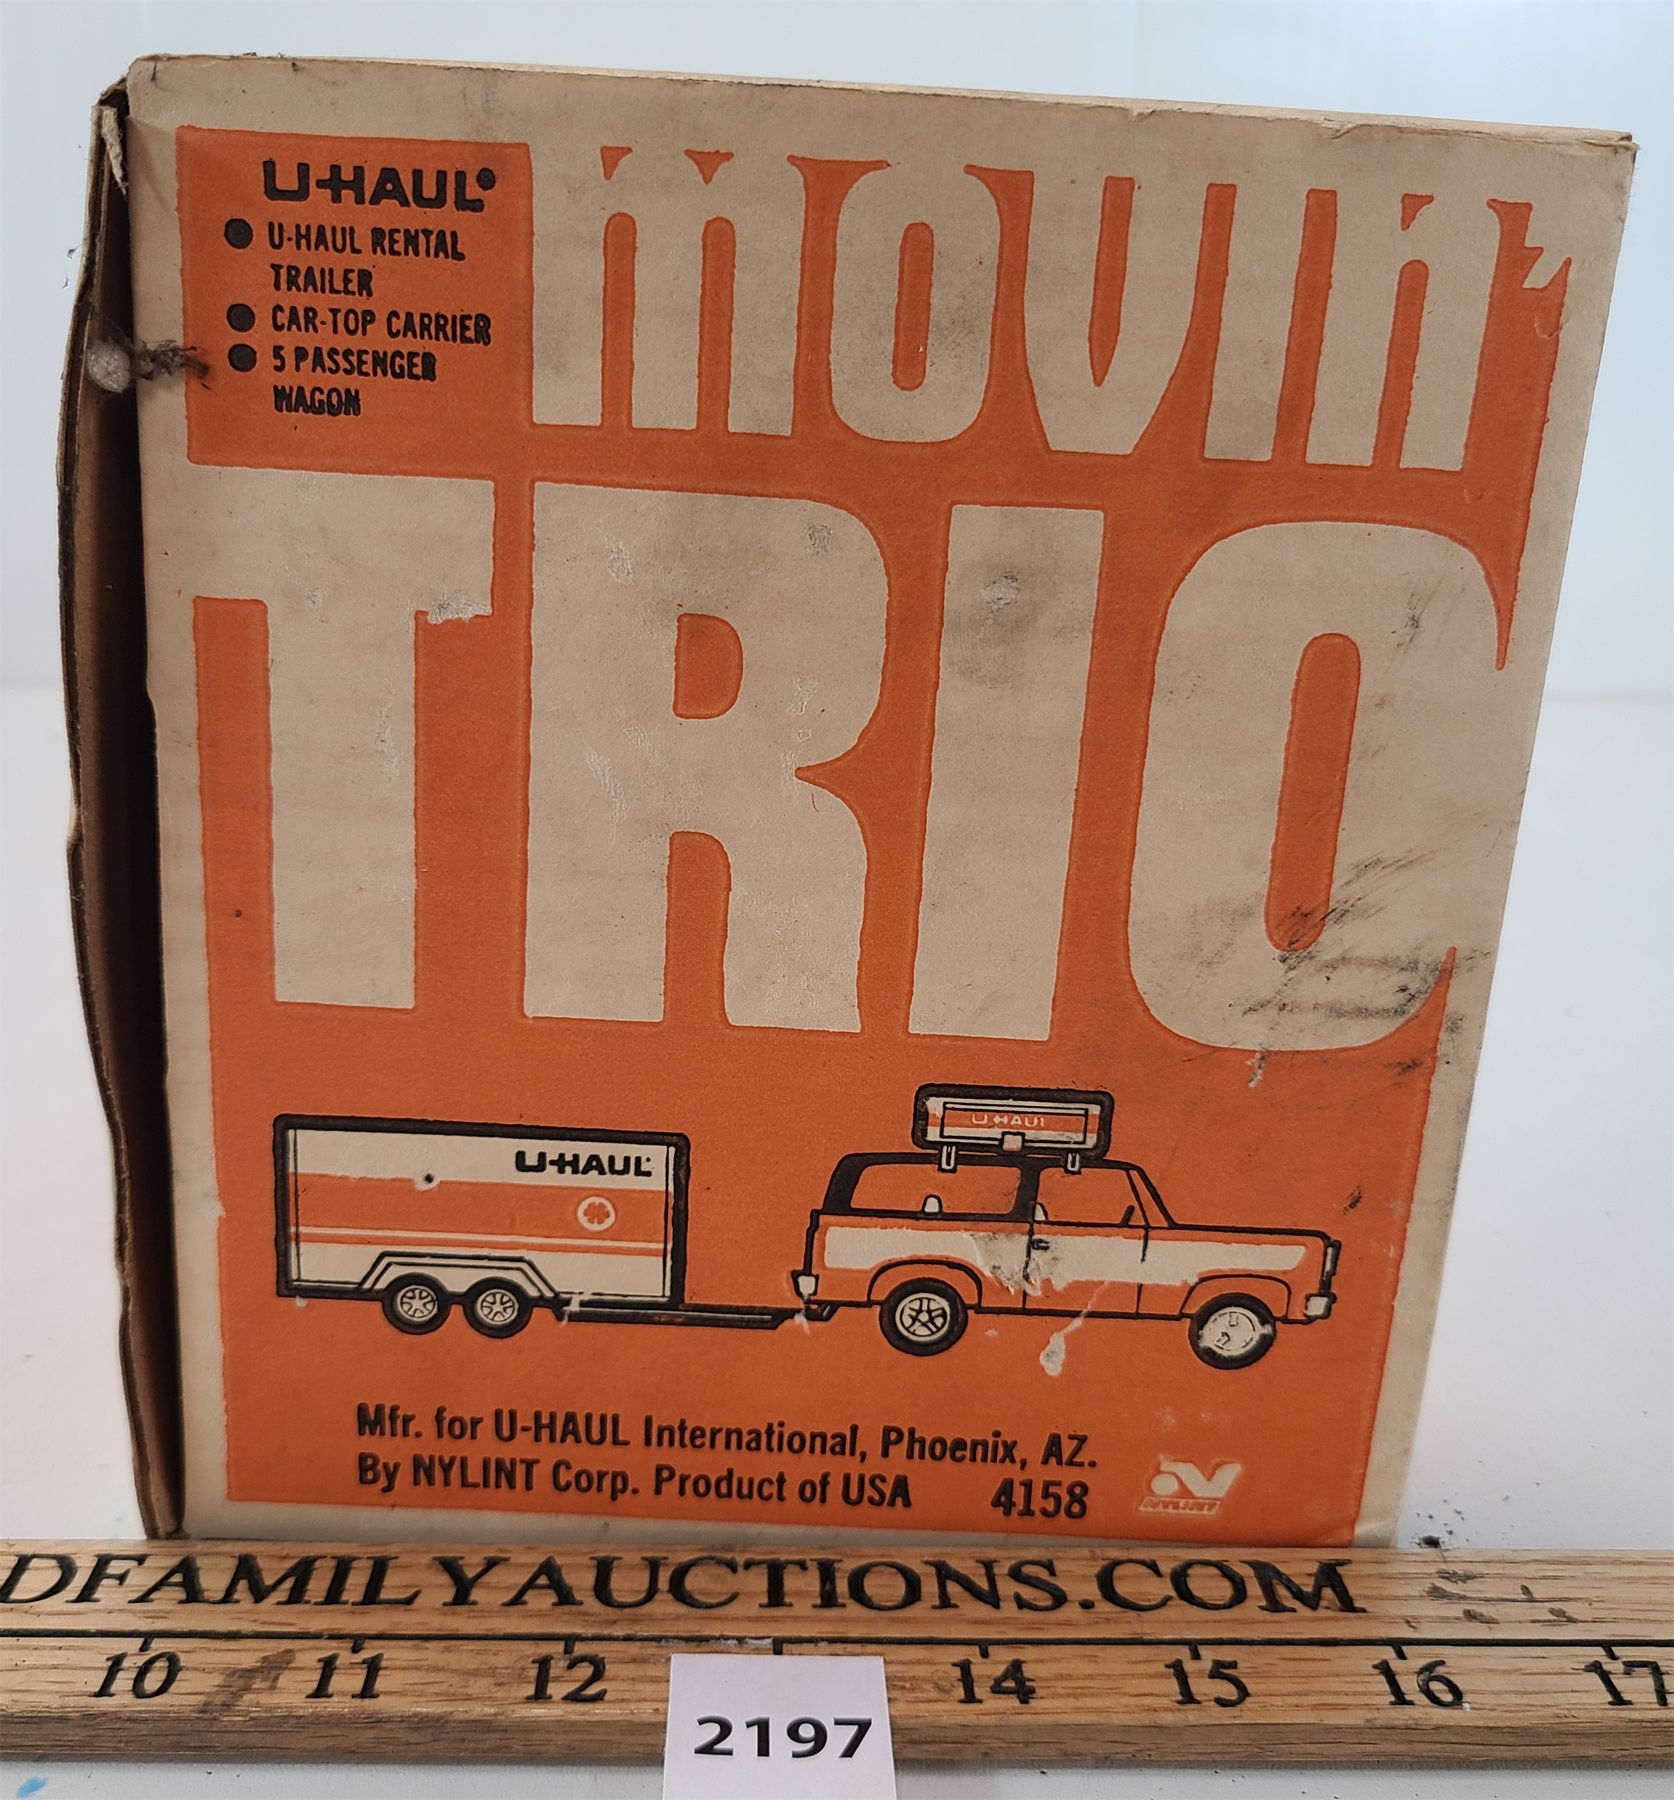 U-HAUL®
● U-HAUL RENTAL
TRAILER
● CAR-TOP CARRIER
● 5 PASSENGER
WAGON
MOVIN'
TRIO
U-HAUL
U-HAUL
Mfr. for U-HAUL International, Phoenix, AZ.
By NYLINT Corp. Product of USA 4158
NYLINT
DFAMILYAUCTIONS.COM
10 11 12 14 15 16 17
2197